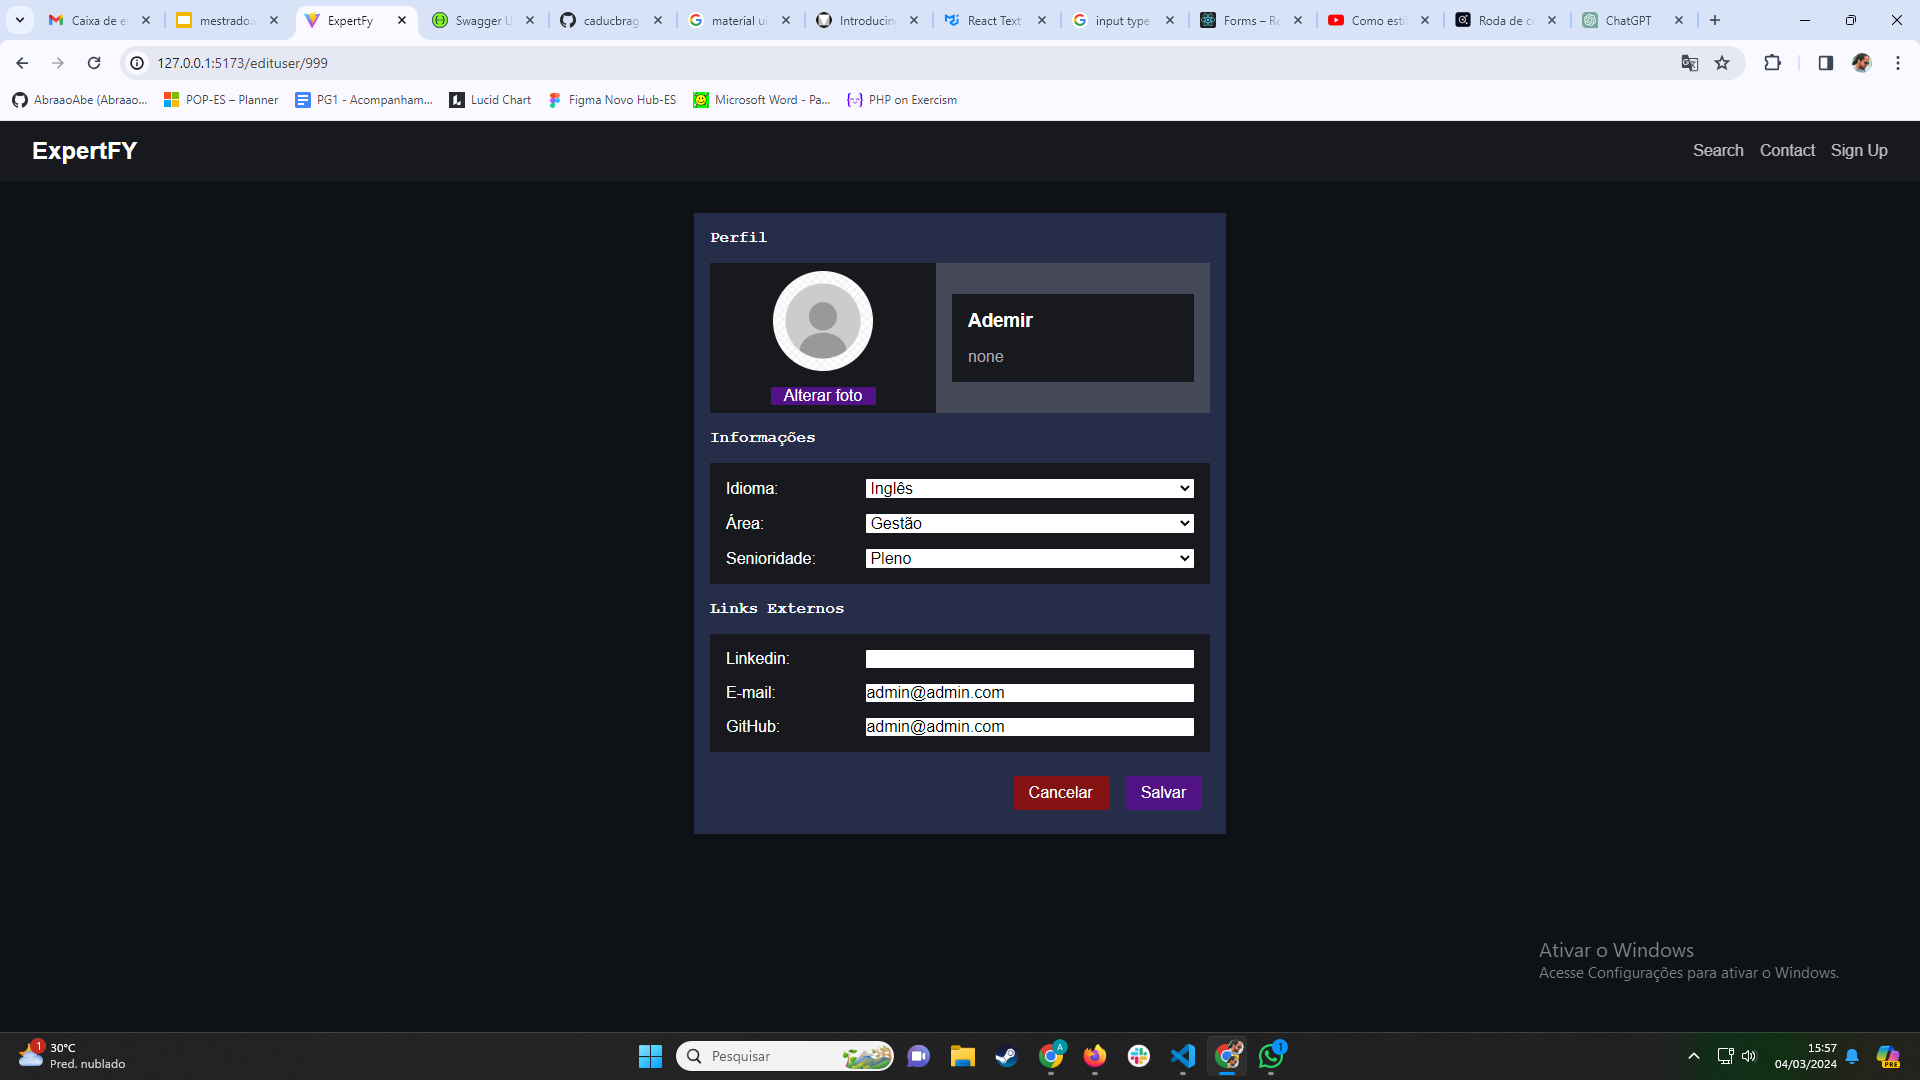 Caixa de e
mestrado.
ExpertFy
Swagger U
caducbrag
material ui
Introducing
React Text
input type
Forms – Re
Como esti
Roda de c
ChatGPT
127.0.0.1:5173/edituser/999
AbraaoAbe (Abraao...
POP-ES – Planner
PG1 - Acompanham...
Lucid Chart
Figma Novo Hub-ES
Microsoft Word - Pa...
PHP on Exercism
ExpertFY
Search Contact Sign Up
Perfil
Ademir
none
Alterar foto
Informações
Idioma: Inglês
Área: Gestão
Senioridade: Pleno
Links Externos
Linkedin:
E-mail: admin@admin.com
GitHub: admin@admin.com
Cancelar Salvar
Ativar o Windows
Acesse Configurações para ativar o Windows.
1
30°C
Pred. nublado
Pesquisar
A
1
15:57
04/03/2024
PRE